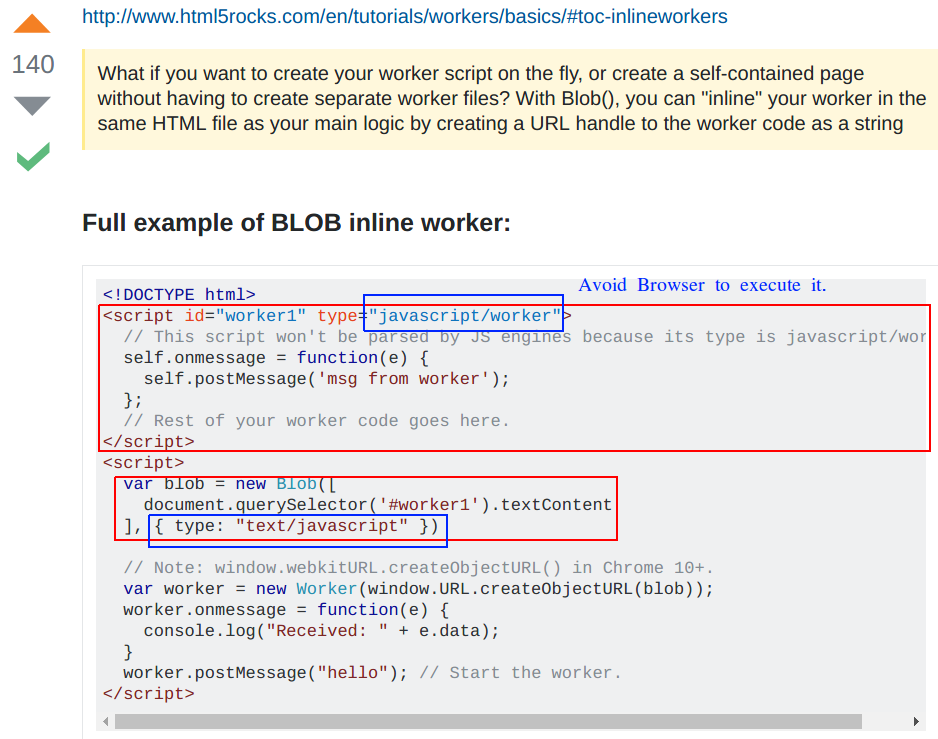 http://www.html5rocks.com/en/tutorials/workers/basics/#toc-inlineworkers
140
What if you want to create your worker script on the fly, or create a self-contained page
without having to create separate worker files? With Blob(), you can "inline" your worker in the
same HTML file as your main logic by creating a URL handle to the worker code as a string
Full example of BLOB inline worker:
Avoid Browser to execute it.
<!DOCTYPE html>
<script id="worker1" type="javascript/worker">
  // This script won't be parsed by JS engines because its type is javascript/wor
  self.onmessage = function(e) {
    self.postMessage('msg from worker');
  };
  // Rest of your worker code goes here.
</script>
<script>
  var blob = new Blob([
    document.querySelector('#worker1').textContent
  ], { type: "text/javascript" })
  // Note: window.webkitURL.createObjectURL() in Chrome 10+.
  var worker = new Worker(window.URL.createObjectURL(blob));
  worker.onmessage = function(e) {
    console.log("Received: " + e.data);
  }
  worker.postMessage("hello"); // Start the worker.
</script>